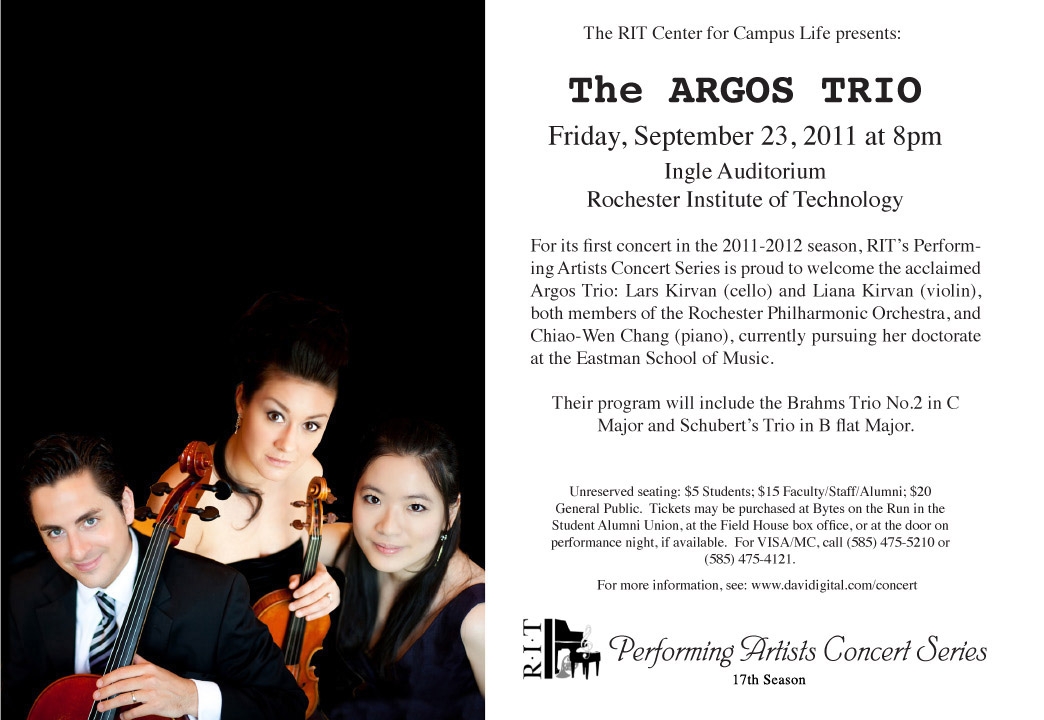 The RIT Center for Campus Life presents:
The ARGOS TRIO
Friday, September 23, 2011 at 8pm
Ingle Auditorium
Rochester Institute of Technology
For its first concert in the 2011-2012 season, RIT’s Perform-
ing Artists Concert Series is proud to welcome the acclaimed
Argos Trio: Lars Kirvan (cello) and Liana Kirvan (violin),
both members of the Rochester Philharmonic Orchestra, and
Chiao-Wen Chang (piano), currently pursuing her doctorate
at the Eastman School of Music.
Their program will include the Brahms Trio No.2 in C
Major and Schubert’s Trio in B flat Major.
Unreserved seating: $5 Students; $15 Faculty/Staff/Alumni; $20
General Public.  Tickets may be purchased at Bytes on the Run in the
Student Alumni Union, at the Field House box office, or at the door on
performance night, if available.  For VISA/MC, call (585) 475-5210 or
(585) 475-4121.
For more information, see: www.davidigital.com/concert
R·I·T
Performing Artists Concert Series
17th Season